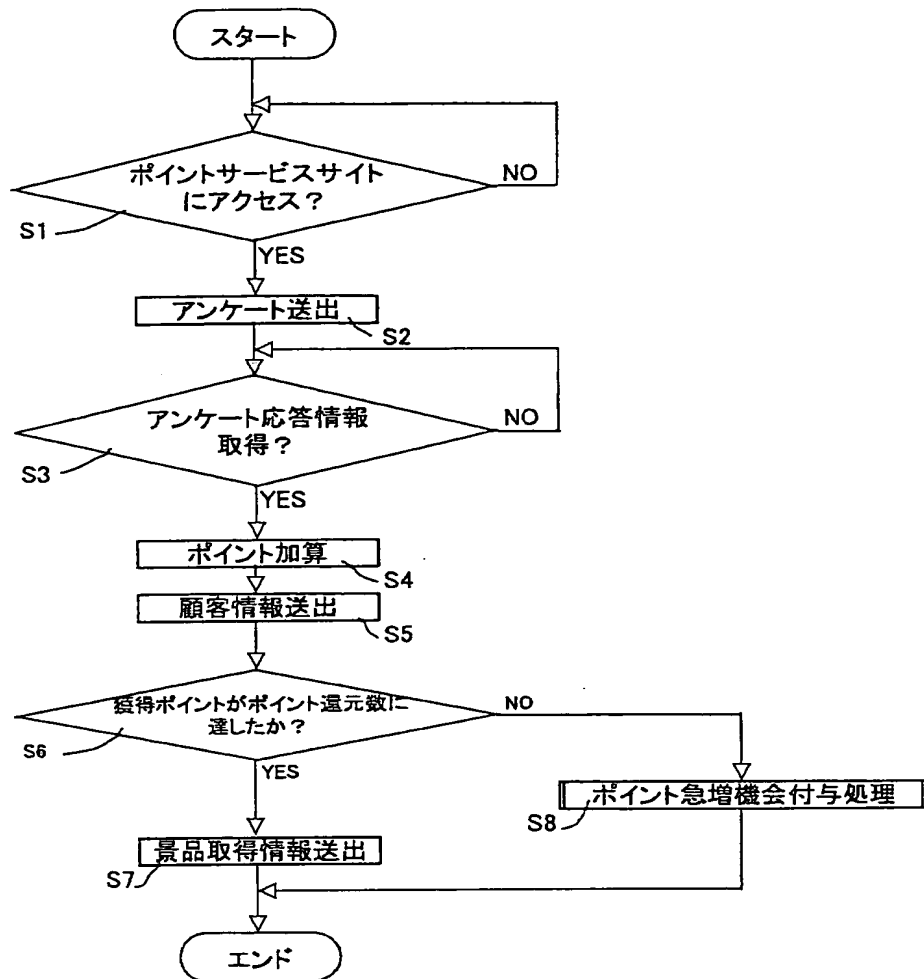 スタート
ポイントサービスサイト
にアクセス？
NO
S1
YES
アンケート送出
S2
アンケート応答情報
取得？
NO
S3
YES
ポイント加算
S4
顧客情報送出
S5
獲得ポイントがポイント還元数に
達したか？
NO
S6
YES
ポイント急増機会付与処理
S8
景品取得情報送出
S7
エンド